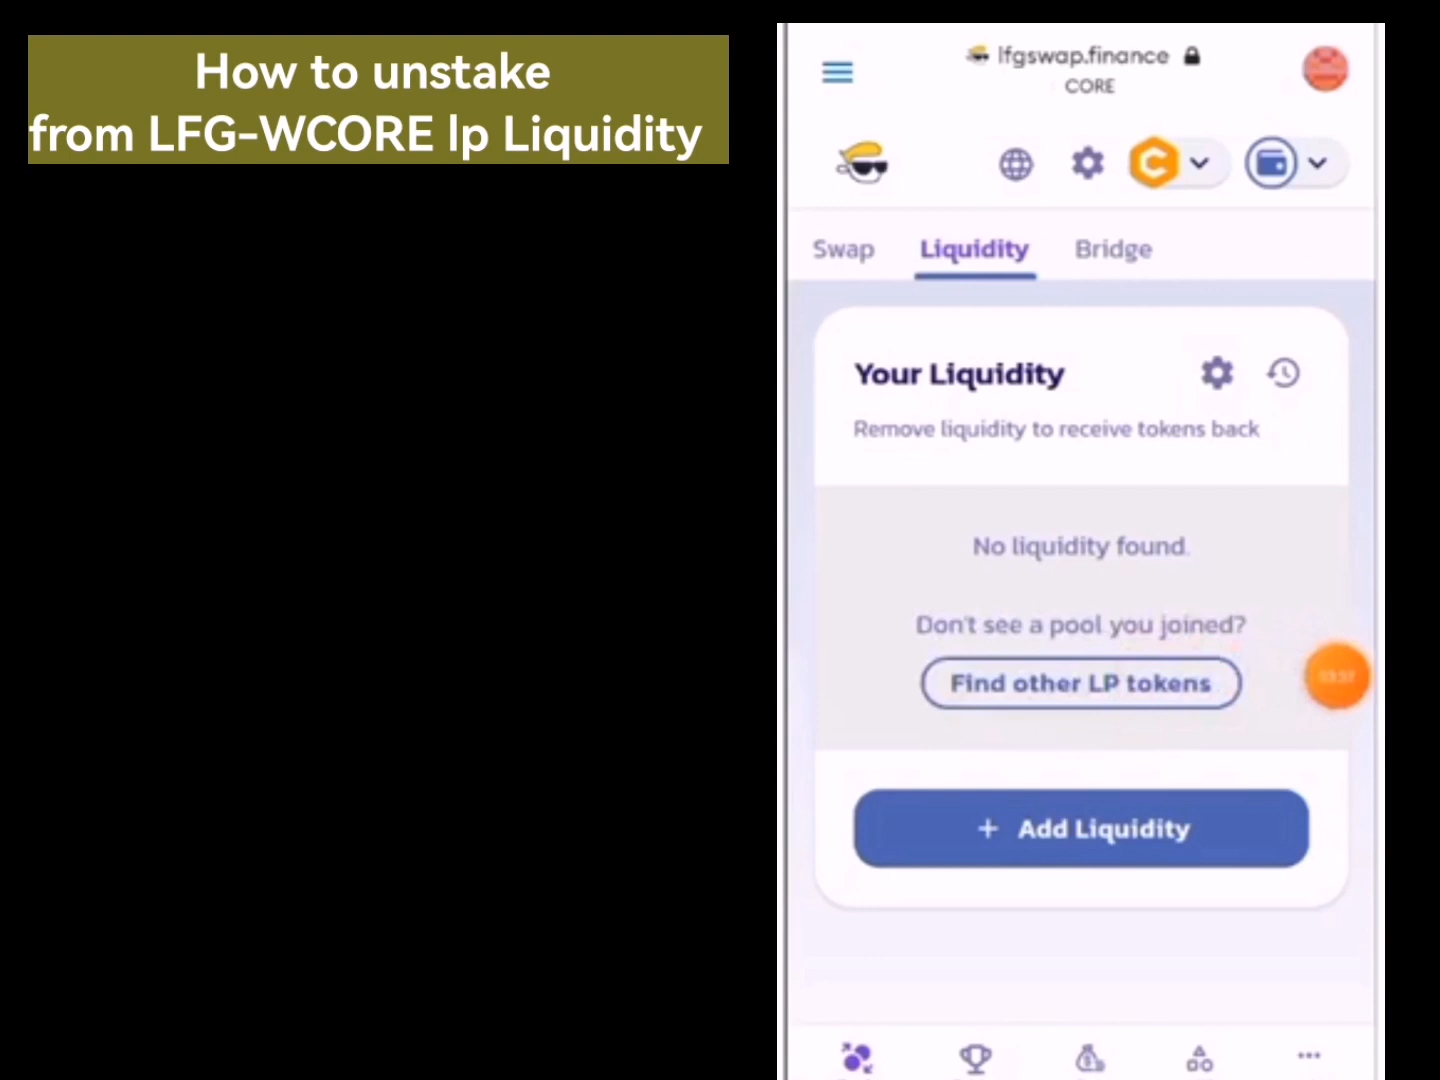 How to unstake
from LFG-WCORE lp Liquidity
lfgswap.finance
CORE
Swap Liquidity Bridge
Your Liquidity
Remove liquidity to receive tokens back
No liquidity found.
Don't see a pool you joined?
Find other LP tokens
+ Add Liquidity